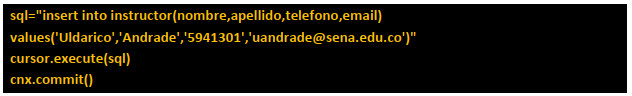 sql="insert into instructor(nombre,apellido,telefono,email)
values('Uldarico','Andrade','5941301','uandrade@sena.edu.co')"
cursor.execute(sql)
cnx.commit()